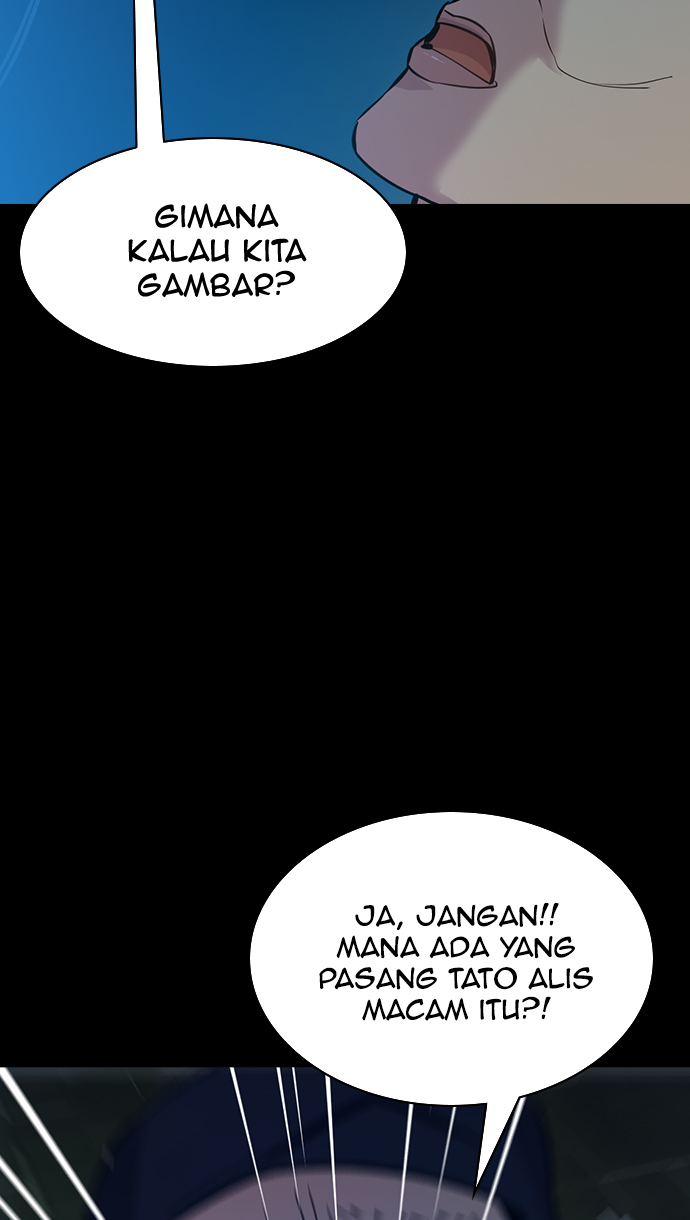 GIMANA
KALAU KITA
GAMBAR?
JA, JANGAN!!
MANA ADA YANG
PASANG TATO ALIS
MACAM ITU?!